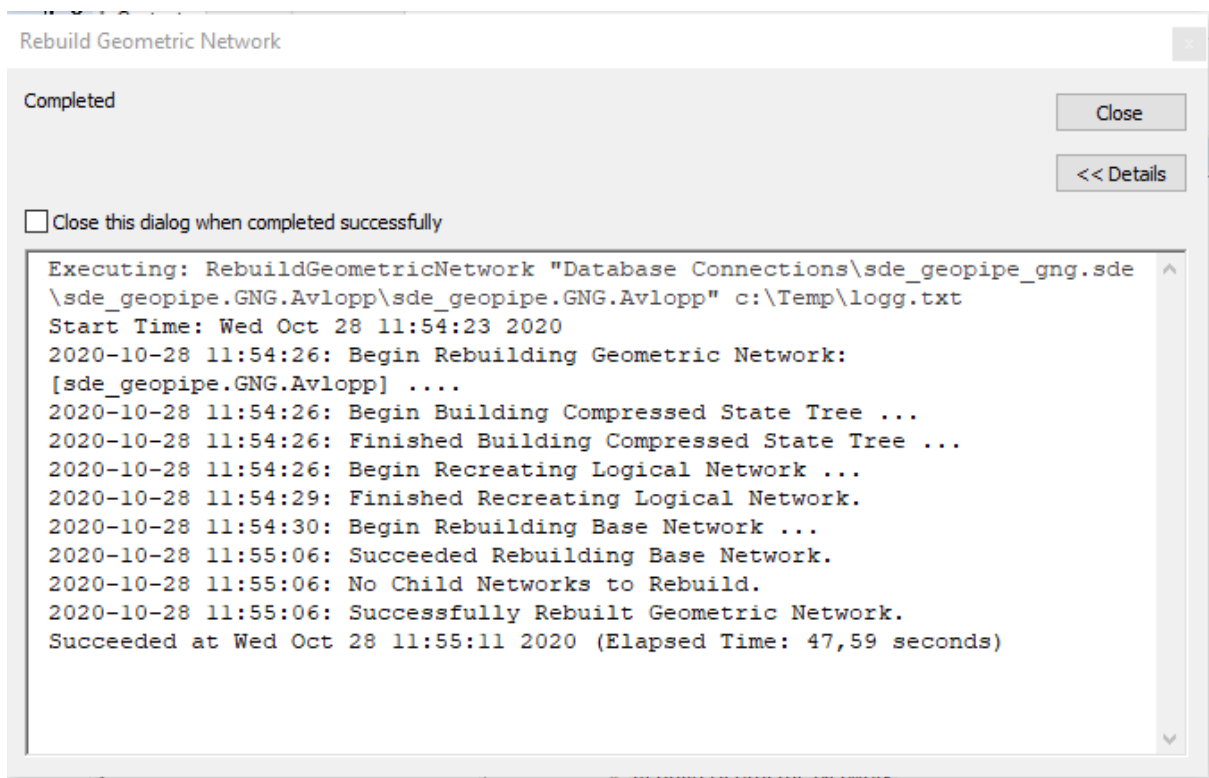 Rebuild Geometric Network
x
Completed
Close
<< Details
Close this dialog when completed successfully
Executing: RebuildGeometricNetwork "Database Connections\sde_geopipe_gng.sde
\sde_geopipe.GNG.Avlopp\sde_geopipe.GNG.Avlopp" c:\Temp\logg.txt
Start Time: Wed Oct 28 11:54:23 2020
2020-10-28 11:54:26: Begin Rebuilding Geometric Network:
[sde_geopipe.GNG.Avlopp] ....
2020-10-28 11:54:26: Begin Building Compressed State Tree ...
2020-10-28 11:54:26: Finished Building Compressed State Tree ...
2020-10-28 11:54:26: Begin Recreating Logical Network ...
2020-10-28 11:54:29: Finished Recreating Logical Network.
2020-10-28 11:54:30: Begin Rebuilding Base Network ...
2020-10-28 11:55:06: Succeeded Rebuilding Base Network.
2020-10-28 11:55:06: No Child Networks to Rebuild.
2020-10-28 11:55:06: Successfully Rebuilt Geometric Network.
Succeeded at Wed Oct 28 11:55:11 2020 (Elapsed Time: 47,59 seconds)